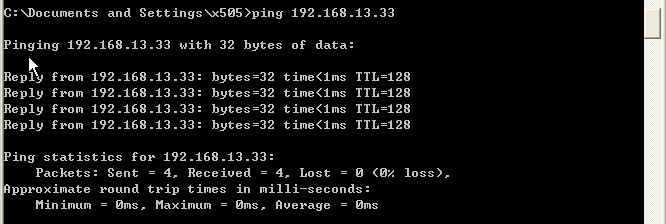 C:\Documents and Settings\x505>ping 192.168.13.33
Pinging 192.168.13.33 with 32 bytes of data:
Reply from 192.168.13.33: bytes=32 time<1ms TTL=128
Reply from 192.168.13.33: bytes=32 time<1ms TTL=128
Reply from 192.168.13.33: bytes=32 time<1ms TTL=128
Reply from 192.168.13.33: bytes=32 time<1ms TTL=128
Ping statistics for 192.168.13.33:
    Packets: Sent = 4, Received = 4, Lost = 0 (0% loss),
Approximate round trip times in milli-seconds:
    Minimum = 0ms, Maximum = 0ms, Average = 0ms